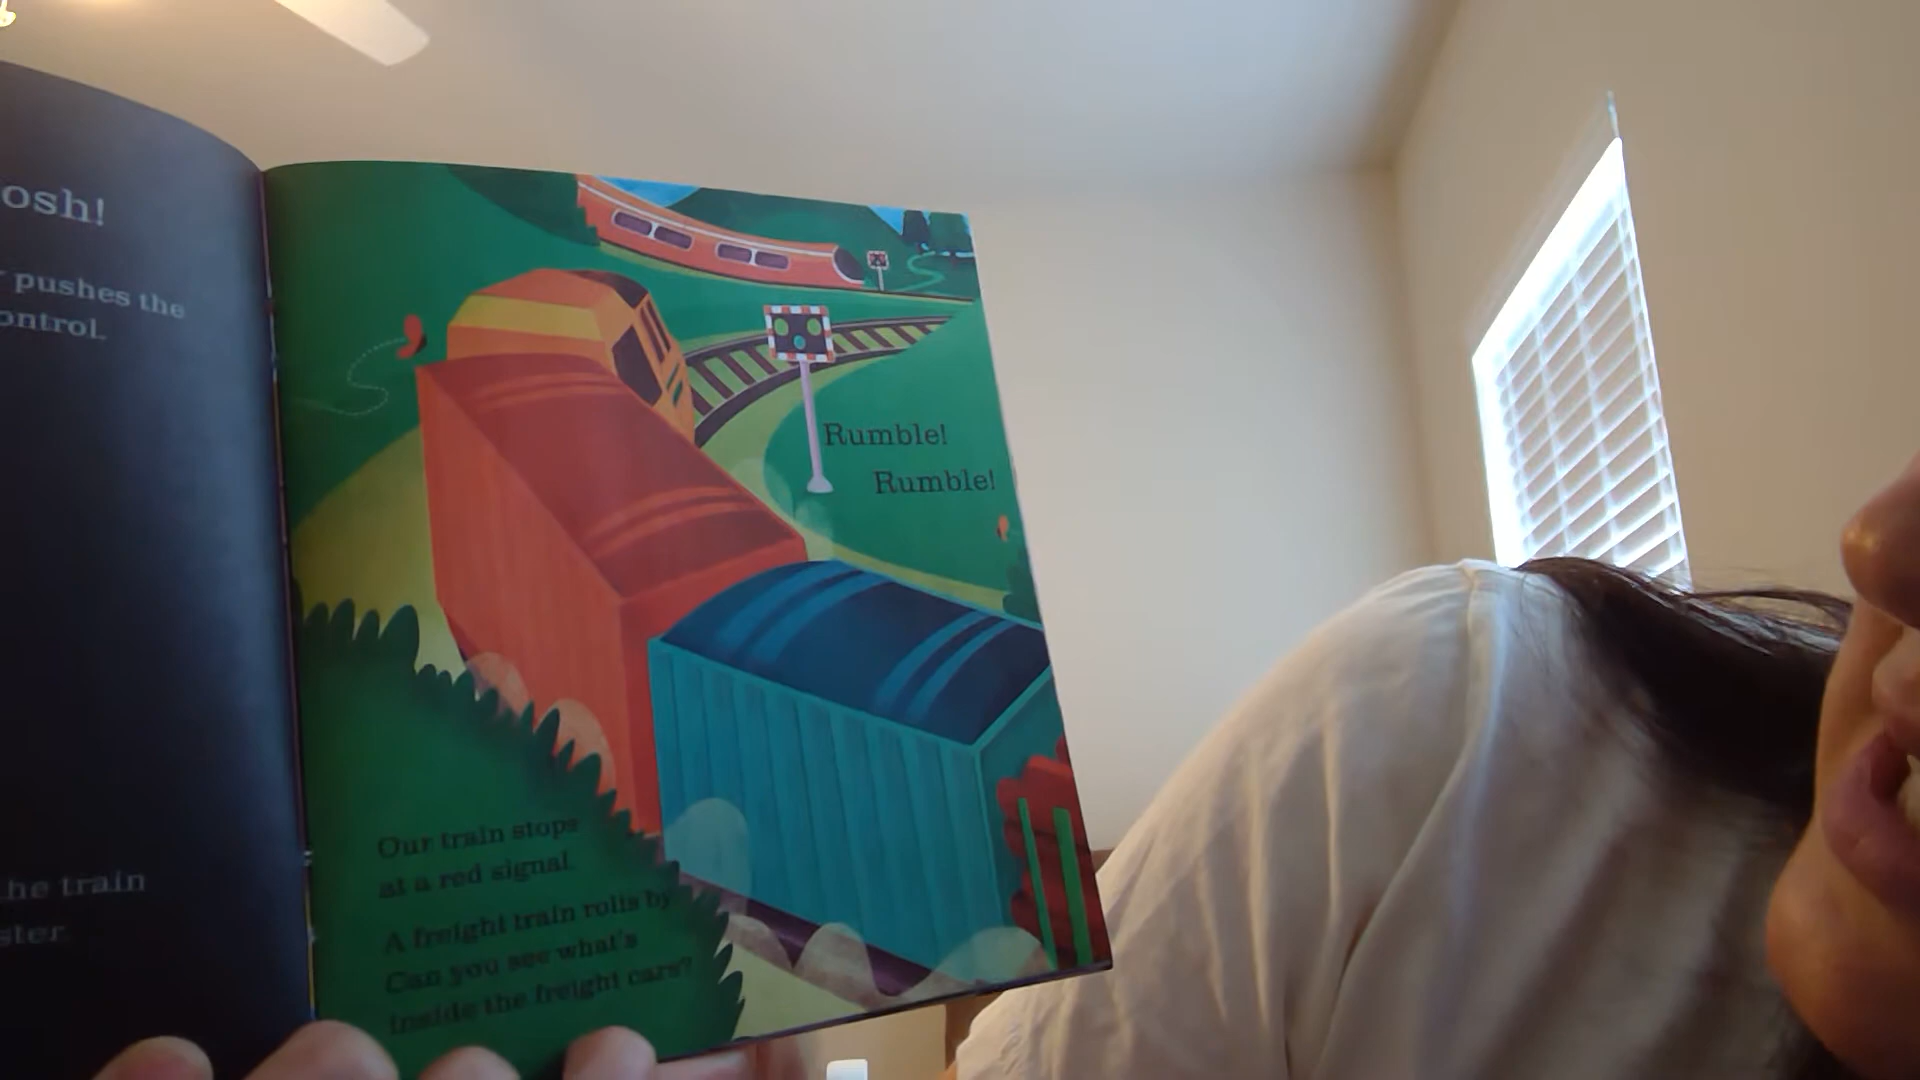 osh!
pushes the
ontrol.
he train
ster.
Rumble!
Rumble!
Our train stops
at a red signal.
A freight train rolls by.
Can you see what's
inside the freight cars?